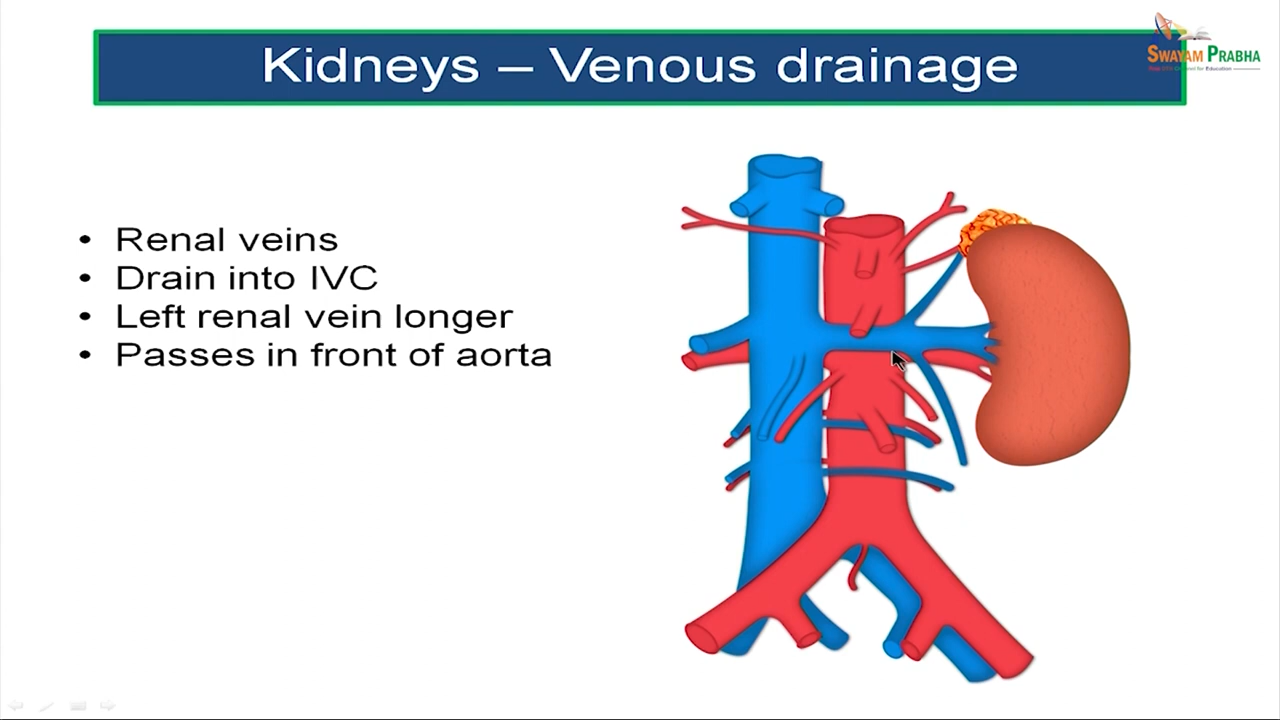 Kidneys – Venous drainage
SWAYAM PRABHA
• Renal veins
• Drain into IVC
• Left renal vein longer
• Passes in front of aorta